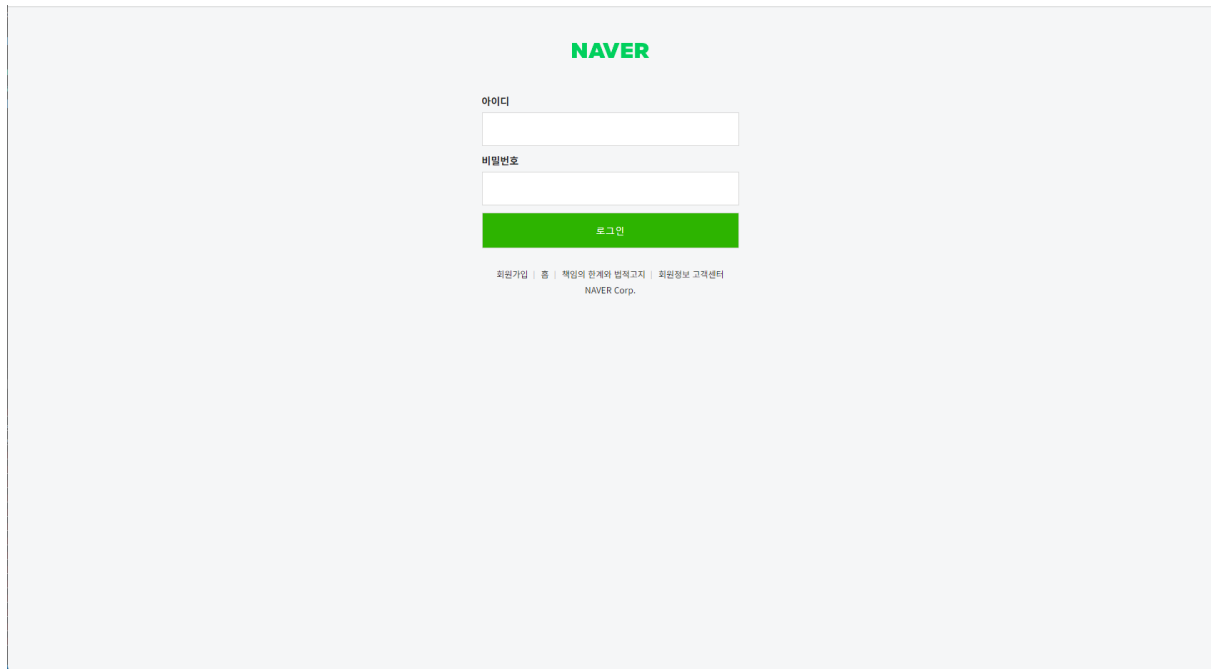 NAVER
아이디
비밀번호
로그인
회원가입 | 홈 | 책임의 한계와 법적고지 | 회원정보 고객센터
NAVER Corp.